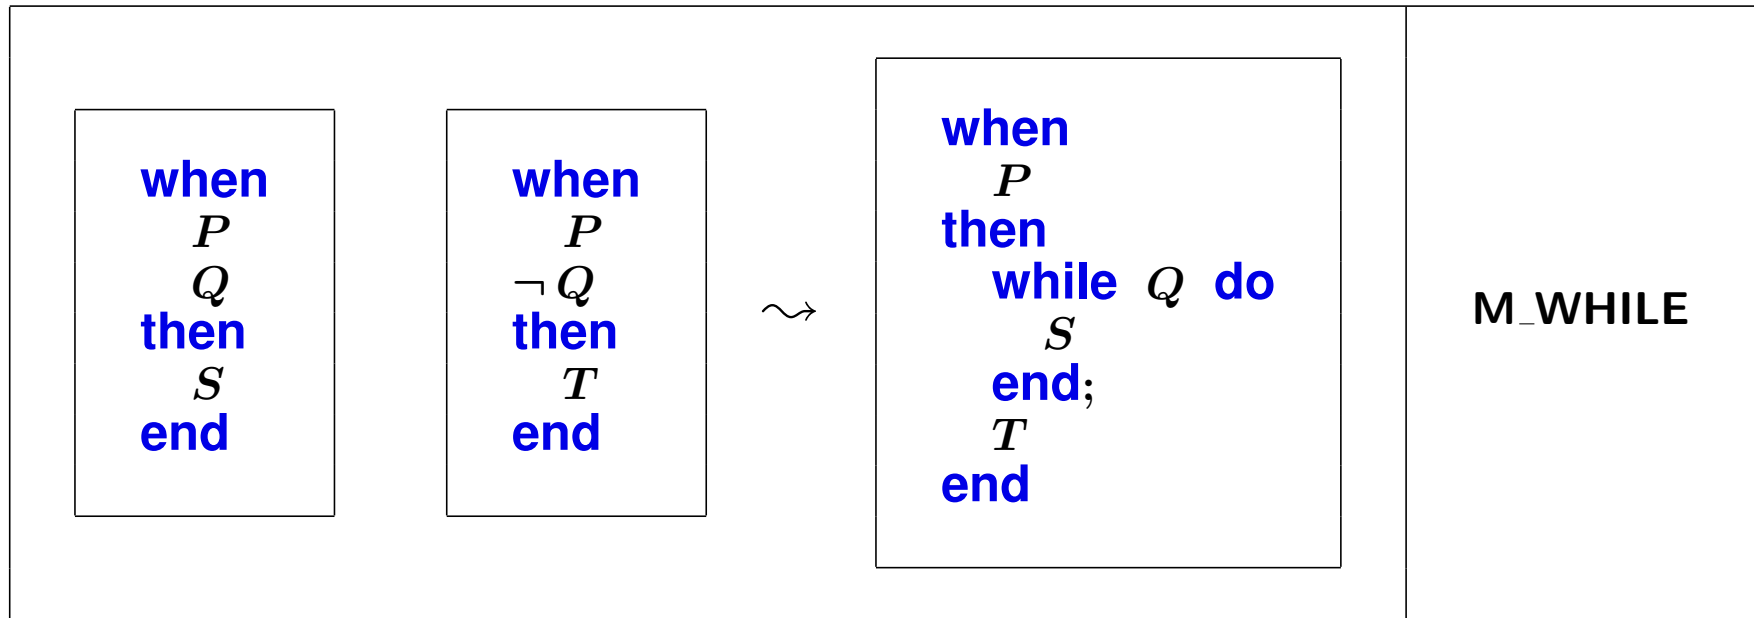 when
P
Q
then
S
end
when
P
¬ Q
then
T
end
⤳
when
P
then
while Q do
S
end;
T
end
M_WHILE